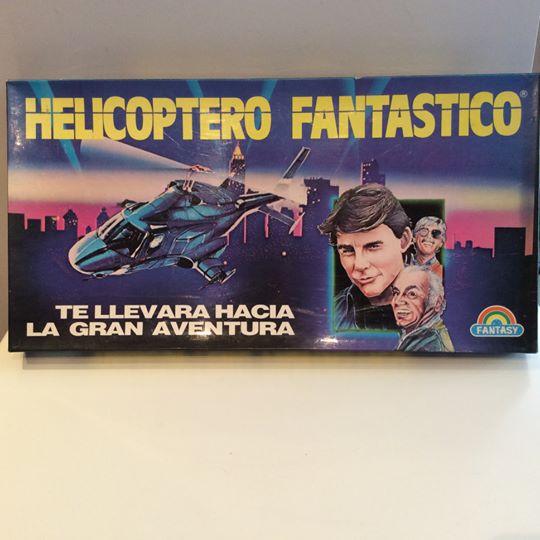 HELICOPTERO FANTASTICO®
TE LLEVARA HACIA
LA GRAN AVENTURA
FANTASY